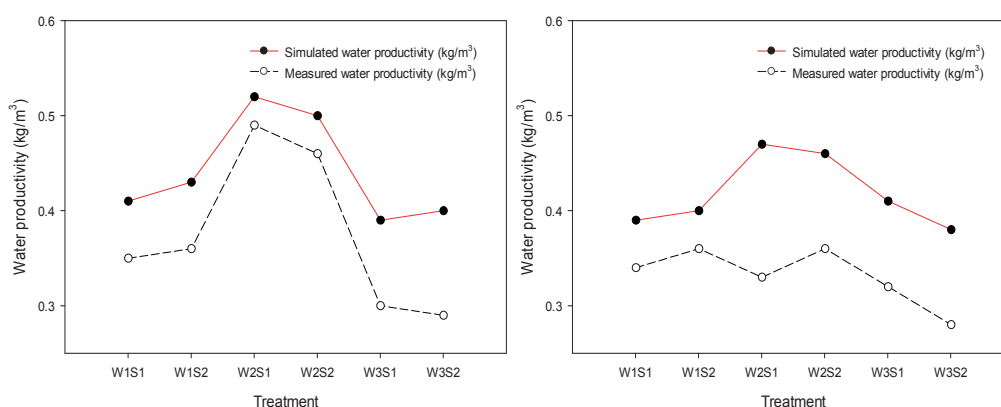 0.6
0.5
0.4
0.3
Water productivity (kg/m³)
Simulated water productivity (kg/m³)
Measured water productivity (kg/m³)
W1S1 W1S2 W2S1 W2S2 W3S1 W3S2
Treatment
0.6
0.5
0.4
0.3
Water productivity (kg/m³)
Simulated water productivity (kg/m³)
Measured water productivity (kg/m³)
W1S1 W1S2 W2S1 W2S2 W3S1 W3S2
Treatment